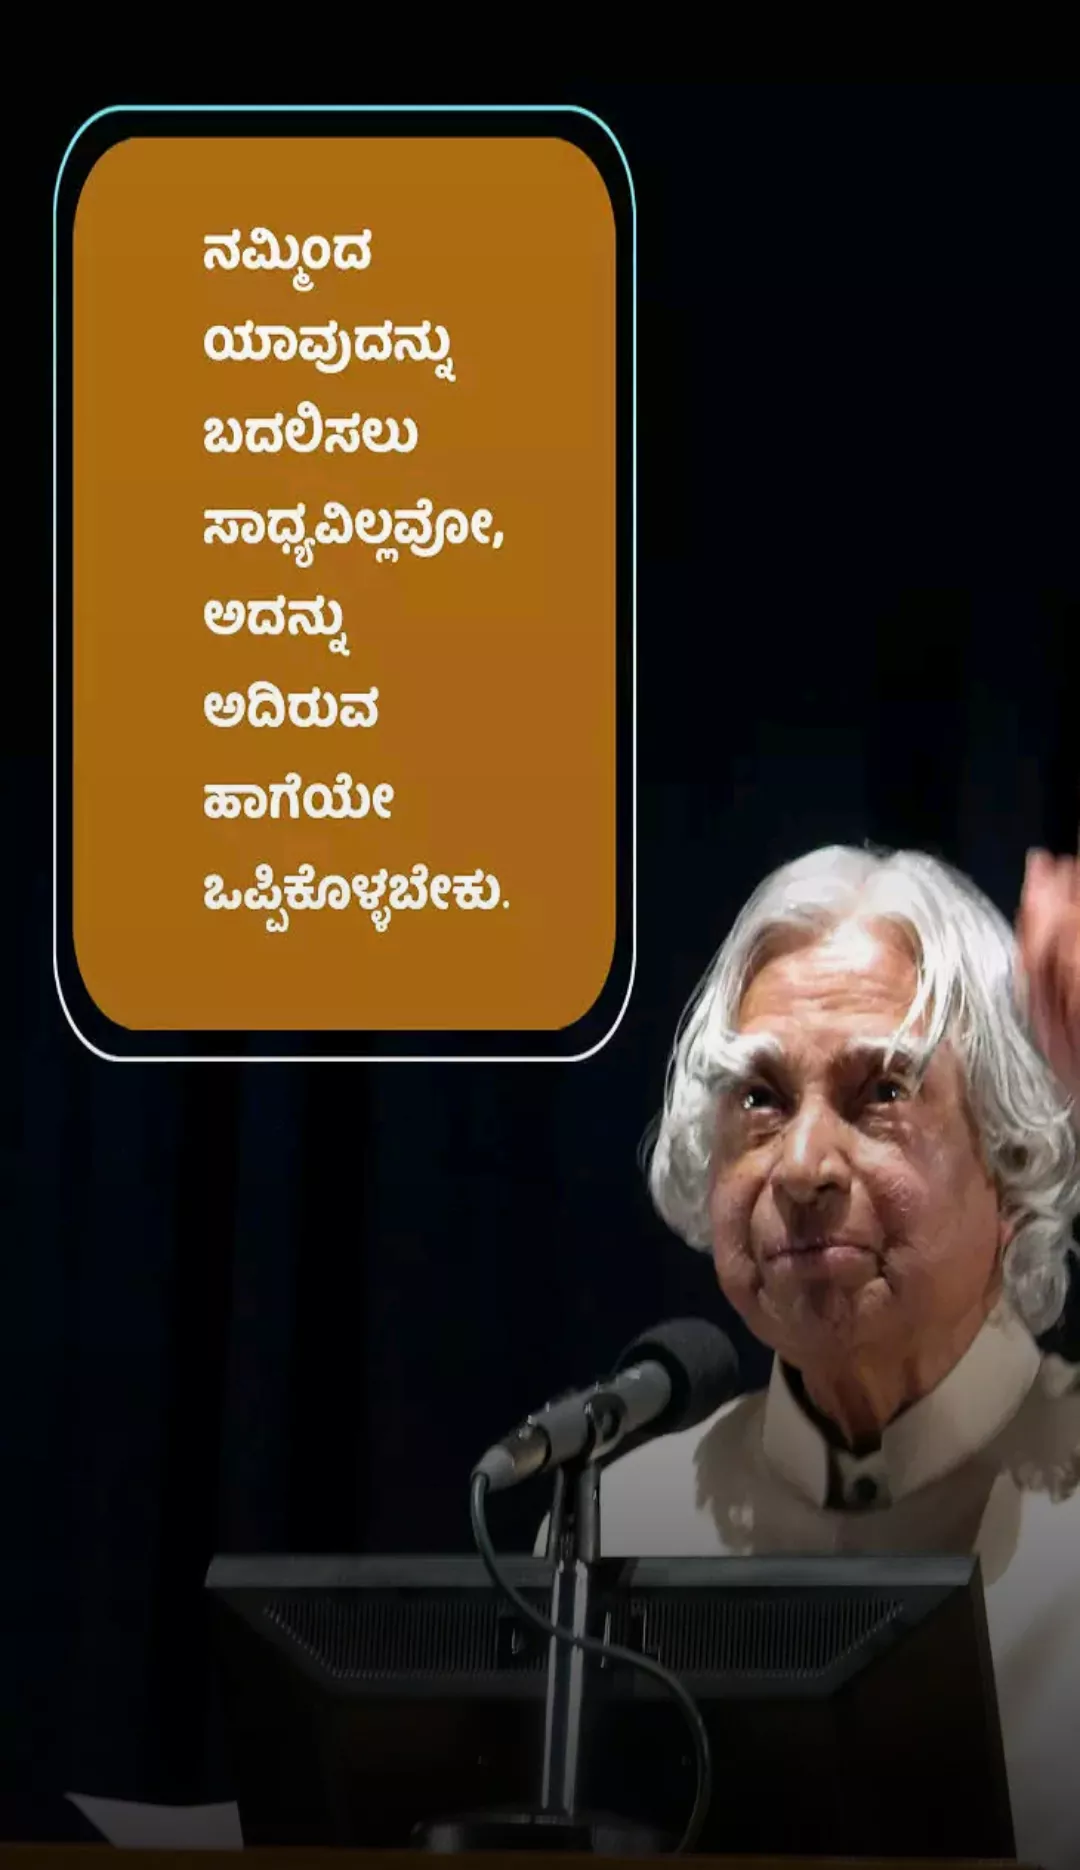 ನಮ್ಮಿಂದ
ಯಾವುದನ್ನು
ಬದಲಿಸಲು
ಸಾಧ್ಯವಿಲ್ಲವೋ,
ಅದನ್ನು
ಅದಿರುವ
ಹಾಗೆಯೇ
ಒಪ್ಪಿಕೊಳ್ಳಬೇಕು.